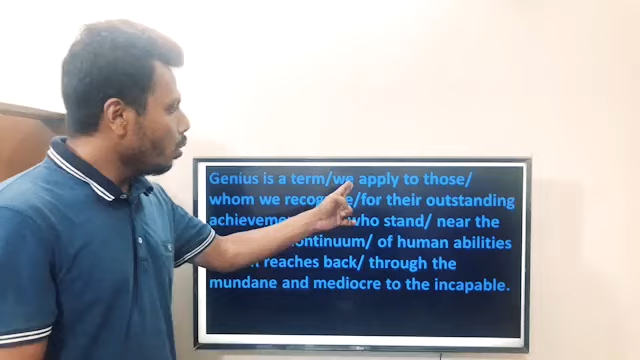 Genius is a term/we apply to those/
whom we for their outstanding
who stand/ near the
of human abilities
reaches back/ through the
mundane and mediocre to the incapable.